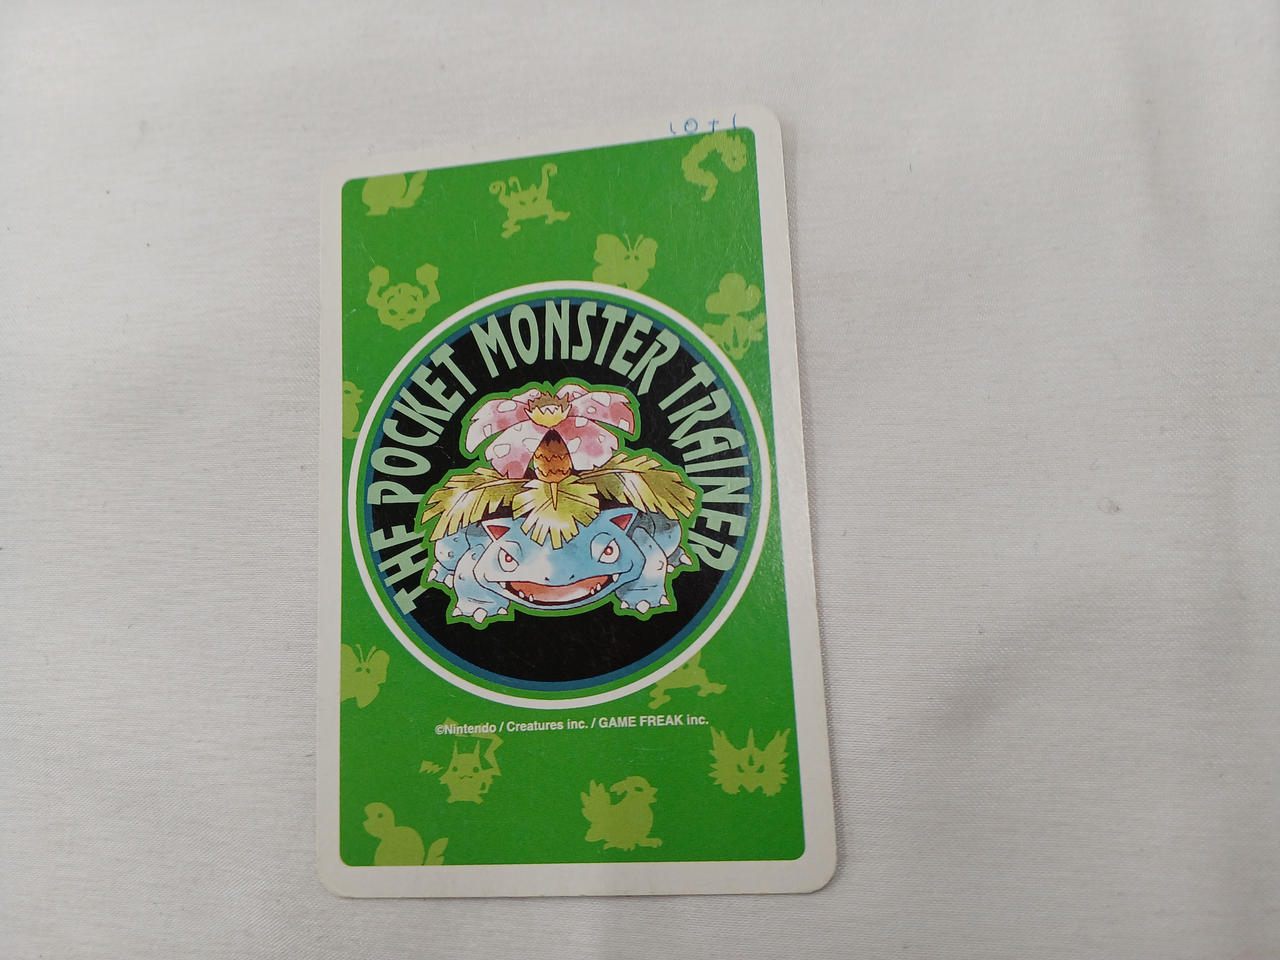 THE POCKET MONSTER TRAINER
©Nintendo / Creatures inc. / GAME FREAK inc.